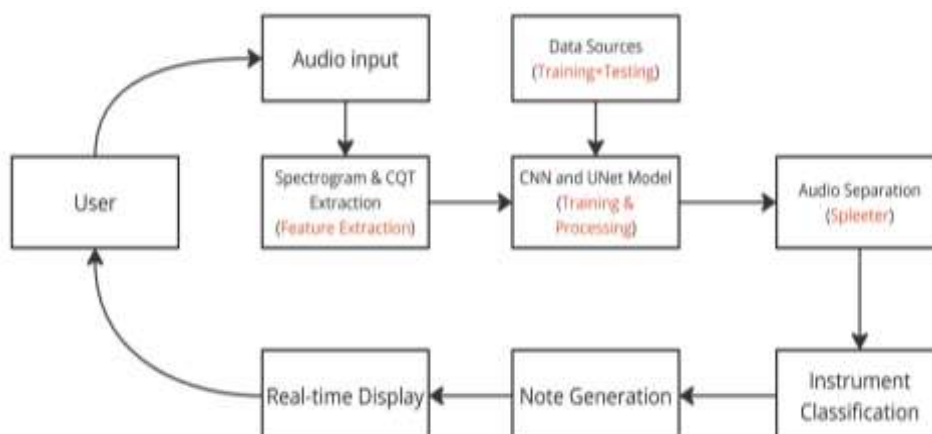 Audio input
Data Sources
(Training+Testing)
User
Spectrogram & CQT
Extraction
(Feature Extraction)
CNN and UNet Model
(Training &
Processing)
Audio Separation
(Spleeter)
Real-time Display
Note Generation
Instrument
Classification